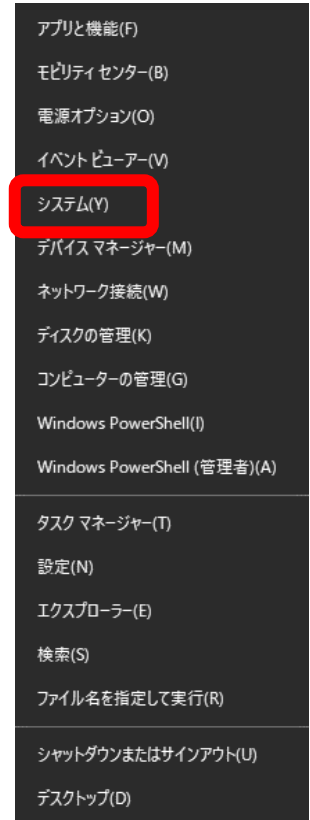 アプリと機能(F)
モビリティ センター(B)
電源オプション(O)
イベント ビューアー(V)
システム(Y)
デバイス マネージャー(M)
ネットワーク接続(W)
ディスクの管理(K)
コンピューターの管理(G)
Windows PowerShell(I)
Windows PowerShell (管理者)(A)
タスク マネージャー(T)
設定(N)
エクスプローラー(E)
検索(S)
ファイル名を指定して実行(R)
シャットダウンまたはサインアウト(U)
デスクトップ(D)